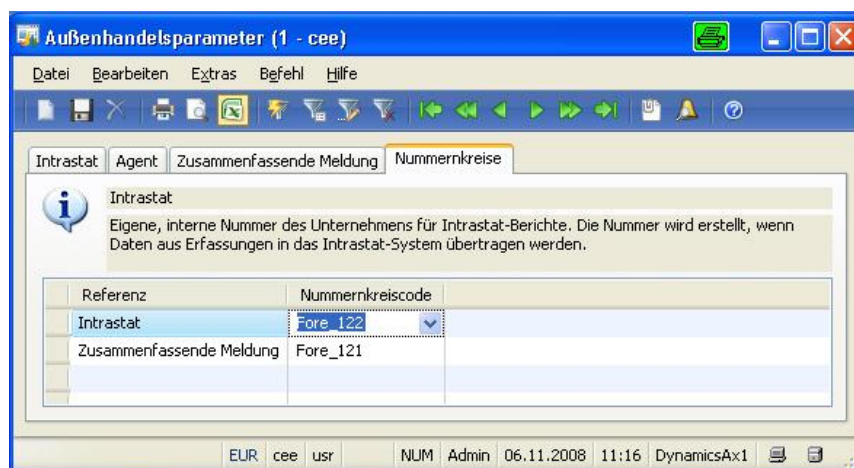 Außenhandelsparameter (1 - cee)
Datei Bearbeiten Extras Befehl Hilfe
Intrastat Agent Zusammenfassende Meldung Nummernkreise
Intrastat
Eigene, interne Nummer des Unternehmens für Intrastat-Berichte. Die Nummer wird erstellt, wenn
Daten aus Erfassungen in das Intrastat-System übertragen werden.
Referenz Nummernkreiscode
Intrastat Fore_122
Zusammenfassende Meldung Fore_121
EUR cee usr NUM Admin 06.11.2008 11:16 DynamicsAx1